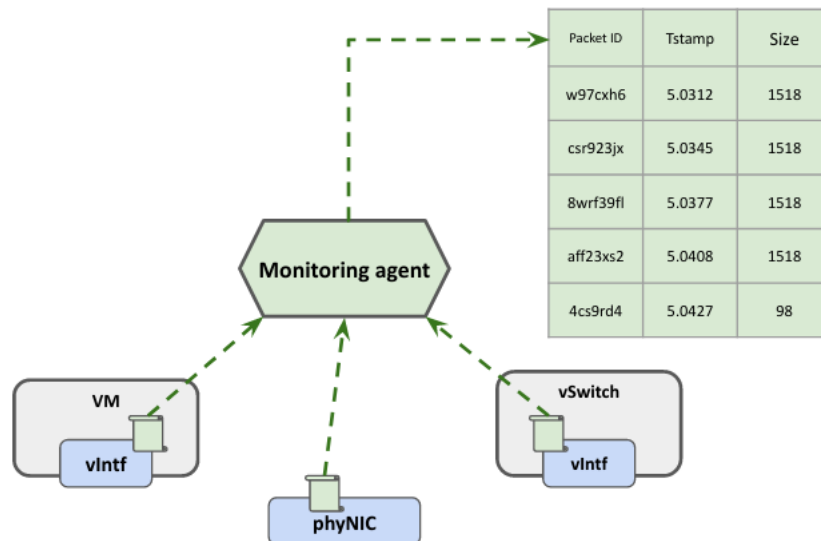 Packet ID Tstamp Size
w97cxh6 5.0312 1518
csr923jx 5.0345 1518
8wrf39fl 5.0377 1518
aff23xs2 5.0408 1518
4cs9rd4 5.0427 98
Monitoring agent
VM
vIntf
phyNIC
vSwitch
vIntf